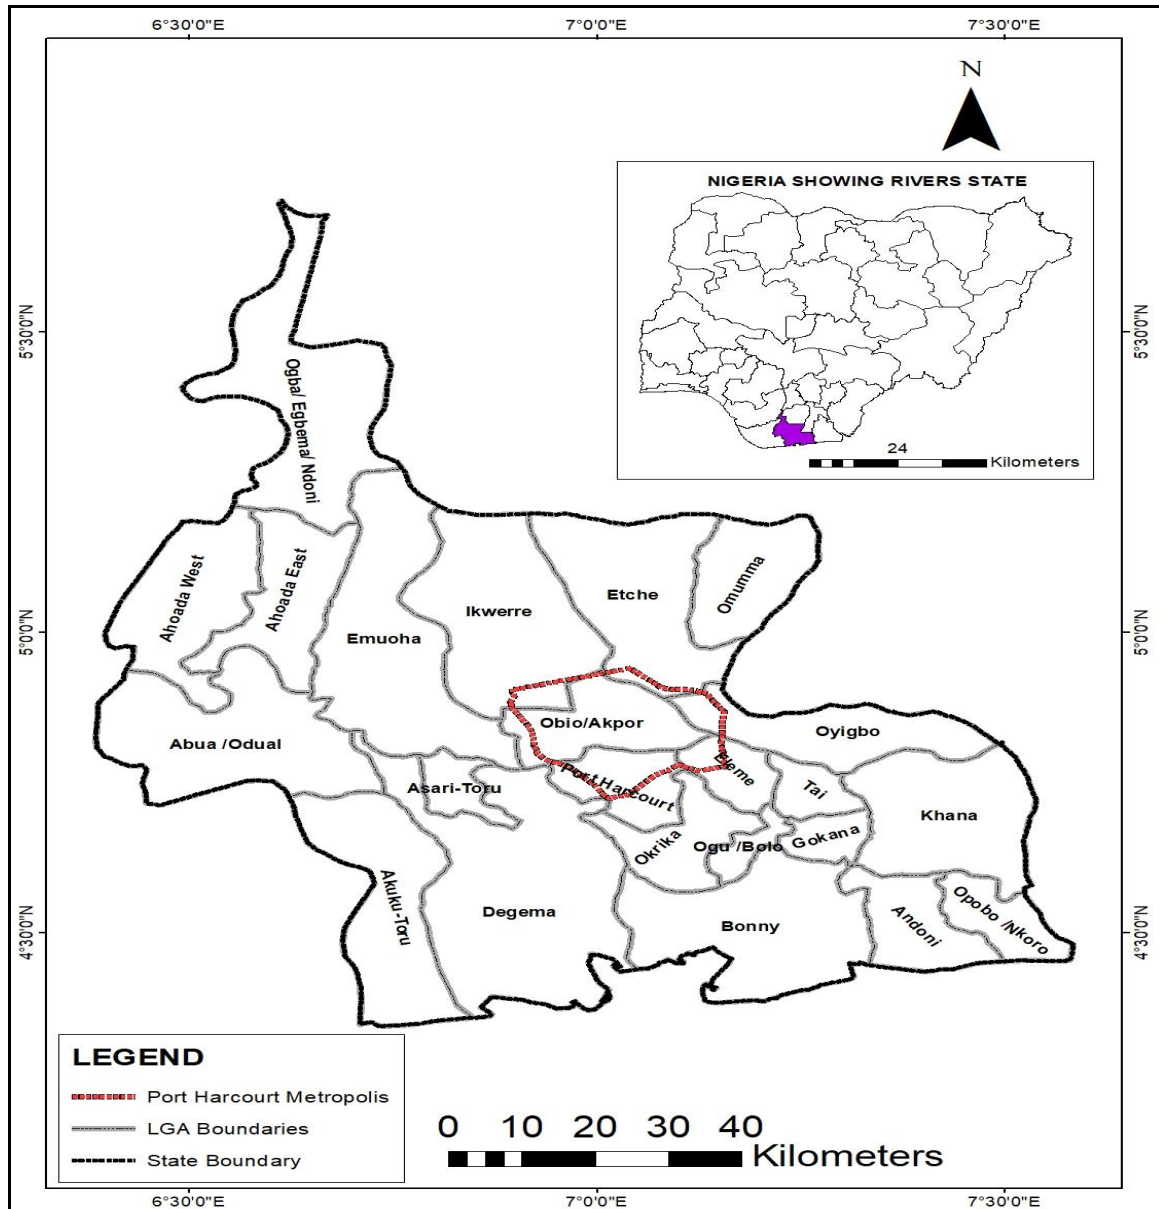 6°30'0"E 7°0'0"E 7°30'0"E
N
NIGERIA SHOWING RIVERS STATE
24
Kilometers
5°30'0"N
5°30'0"N
Ogba/ Egbema/ Ndoni
Ahoada West
Ahoada East
Emuoha
Ikwerre
Etche
Omumma
5°0'0"N
5°0'0"N
Abua /Odual
Obio/Akpor
Oyigbo
Asari-Toru
Port Harcourt
Eleme
Tai
Khana
Okrika
Ogu /Bolo
Gokana
Akuku-Toru
Degema
Bonny
Andoni
Opobo /Nkoro
4°30'0"N
4°30'0"N
LEGEND
Port Harcourt Metropolis
LGA Boundaries
State Boundary
0 10 20 30 40
Kilometers
6°30'0"E 7°0'0"E 7°30'0"E